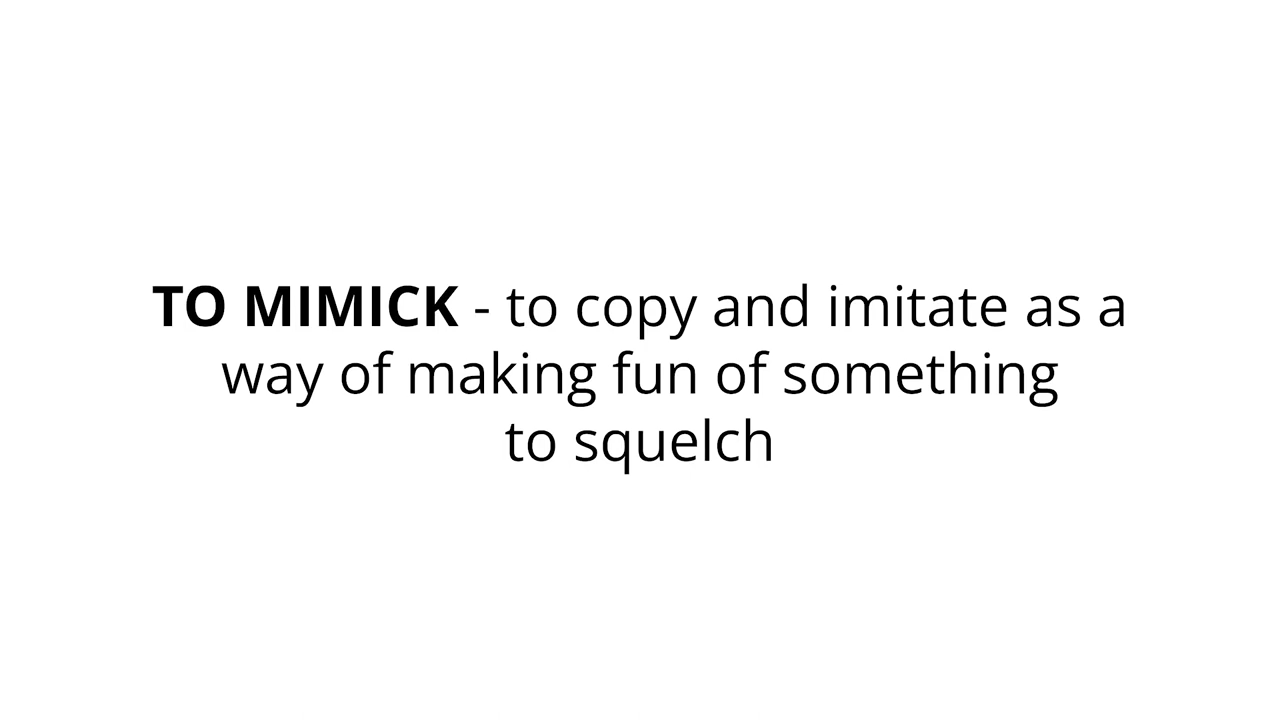 TO MIMICK - to copy and imitate as a
way of making fun of something
to squelch